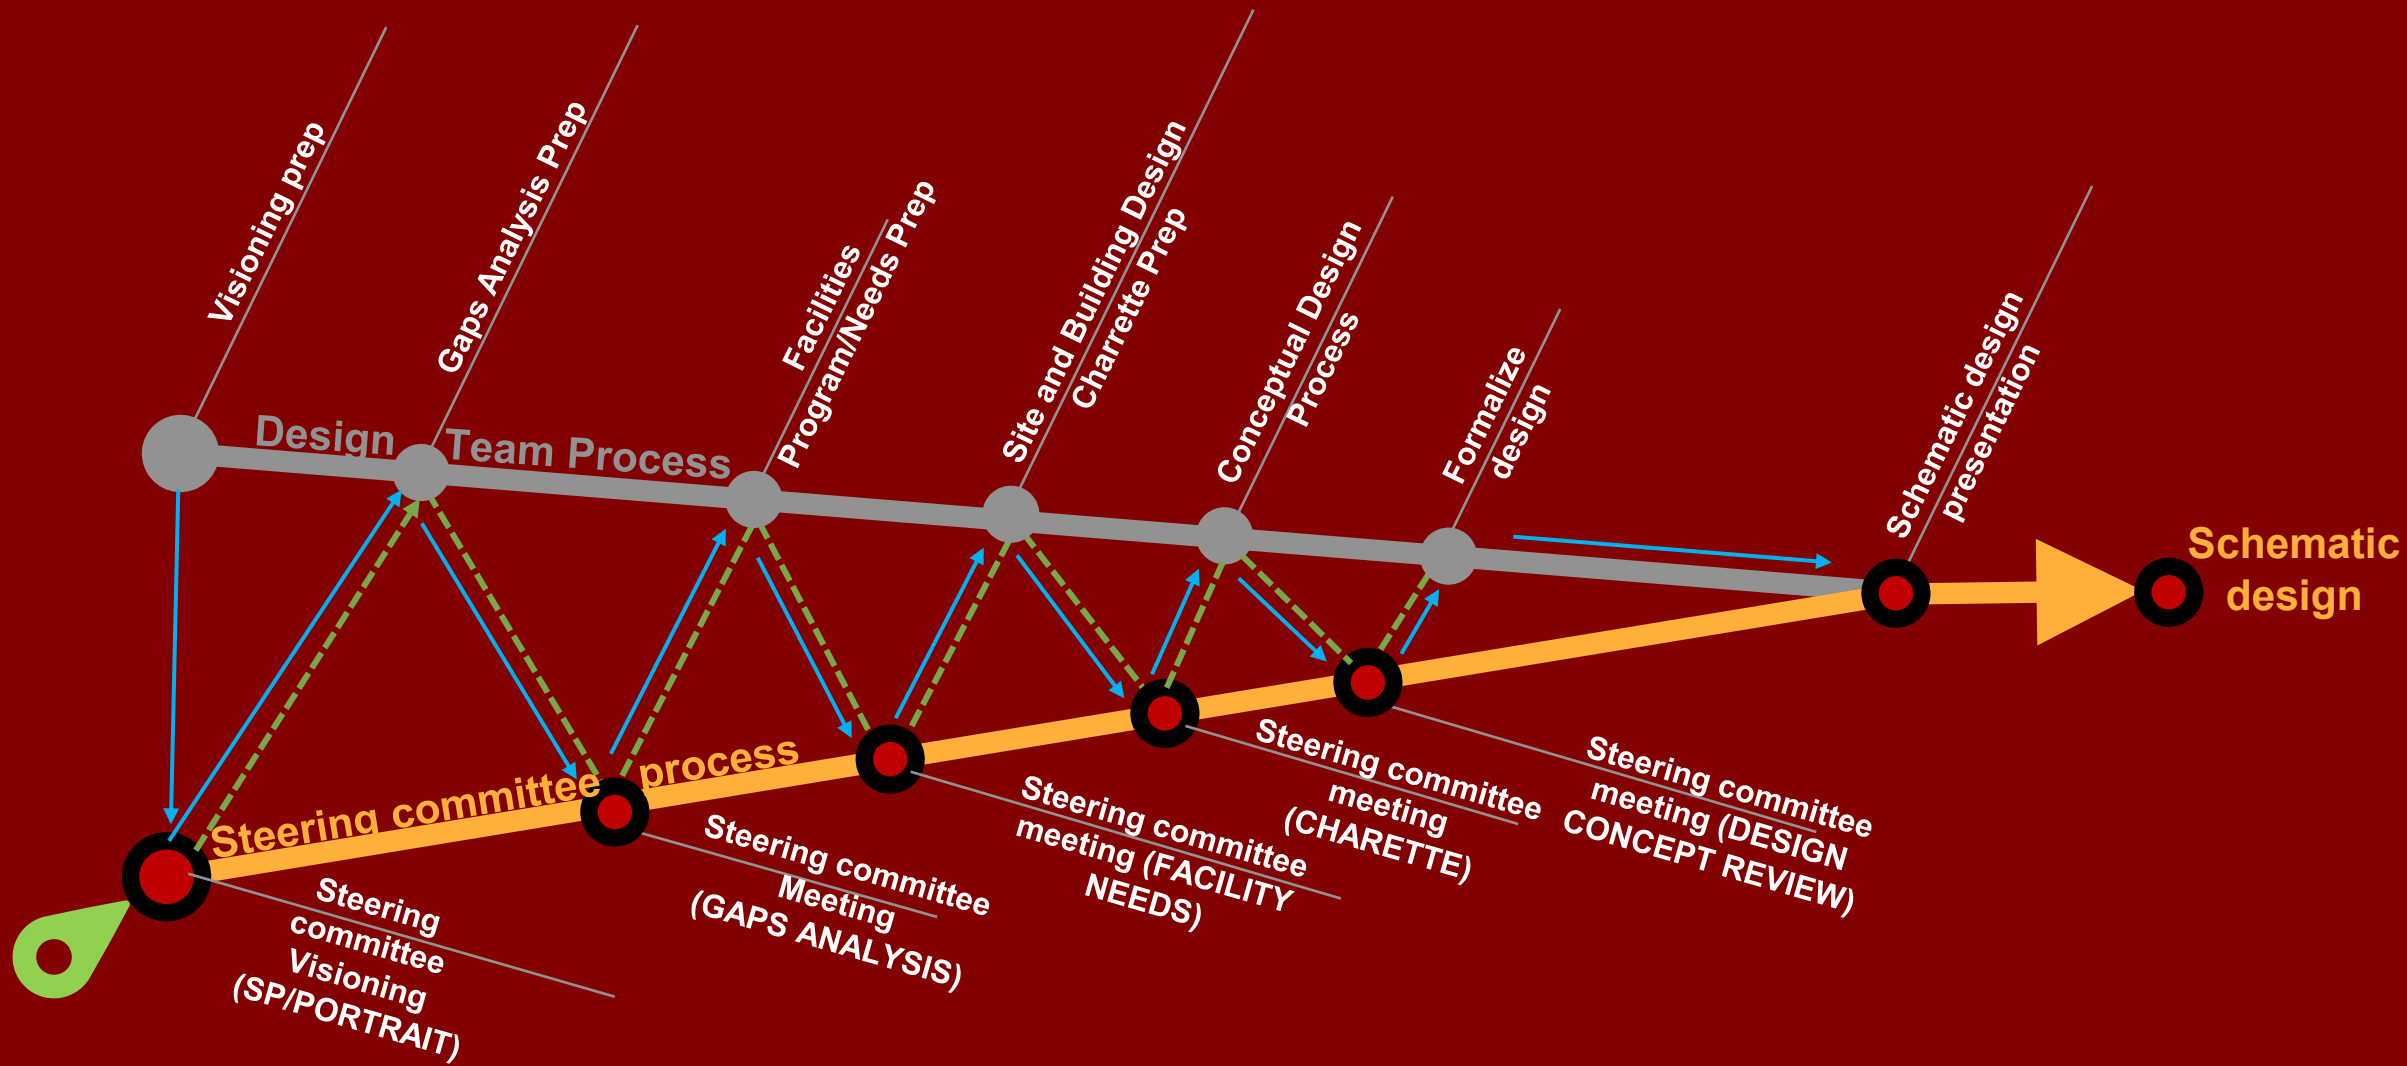 Visioning prep
Gaps Analysis Prep
Facilities
Program/Needs Prep
Site and Building Design
Charrette Prep
Conceptual Design
Process
Formalize
design
Schematic design
presentation
Design Team Process
Schematic
design
Steering committee process
Steering
committee
Visioning
(SP/PORTRAIT)
Steering committee
Meeting
(GAPS ANALYSIS)
Steering committee
meeting (FACILITY
NEEDS)
Steering committee
meeting
(CHARETTE)
Steering committee
meeting (DESIGN
CONCEPT REVIEW)